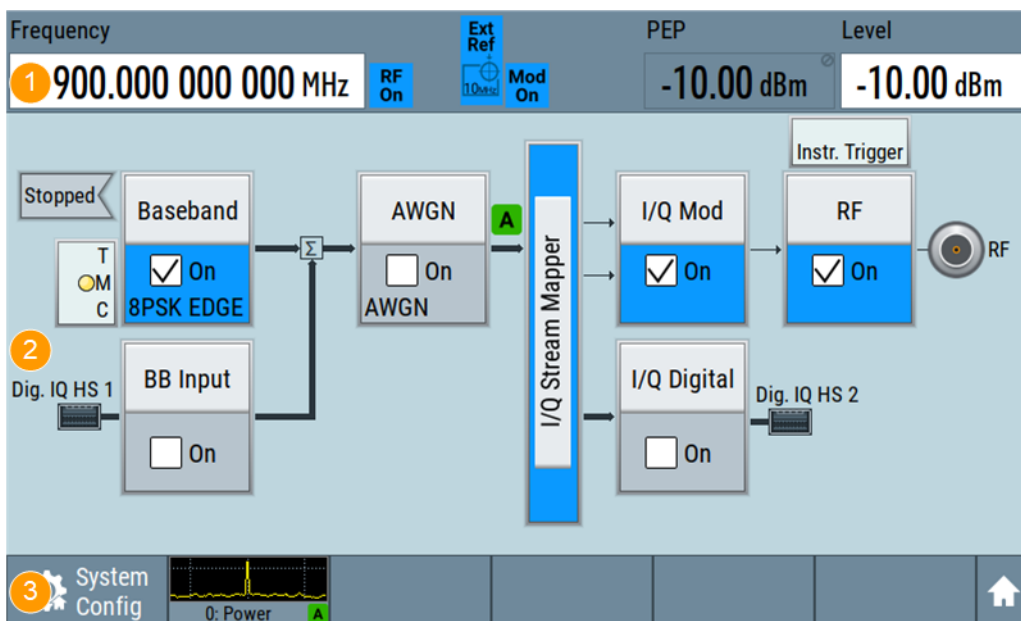 Frequency
Ext
Ref
PEP
Level
1
900.000 000 000 MHz
RF
On
10MHz
Mod
On
-10.00 dBm
-10.00 dBm
Instr. Trigger
Stopped
Baseband
On
8PSK EDGE
T
M
C
Σ
AWGN
On
AWGN
A
I/Q Stream Mapper
I/Q Mod
On
RF
On
RF
2
Dig. IQ HS 1
BB Input
On
I/Q Digital
On
Dig. IQ HS 2
3
System
Config
0: Power
A